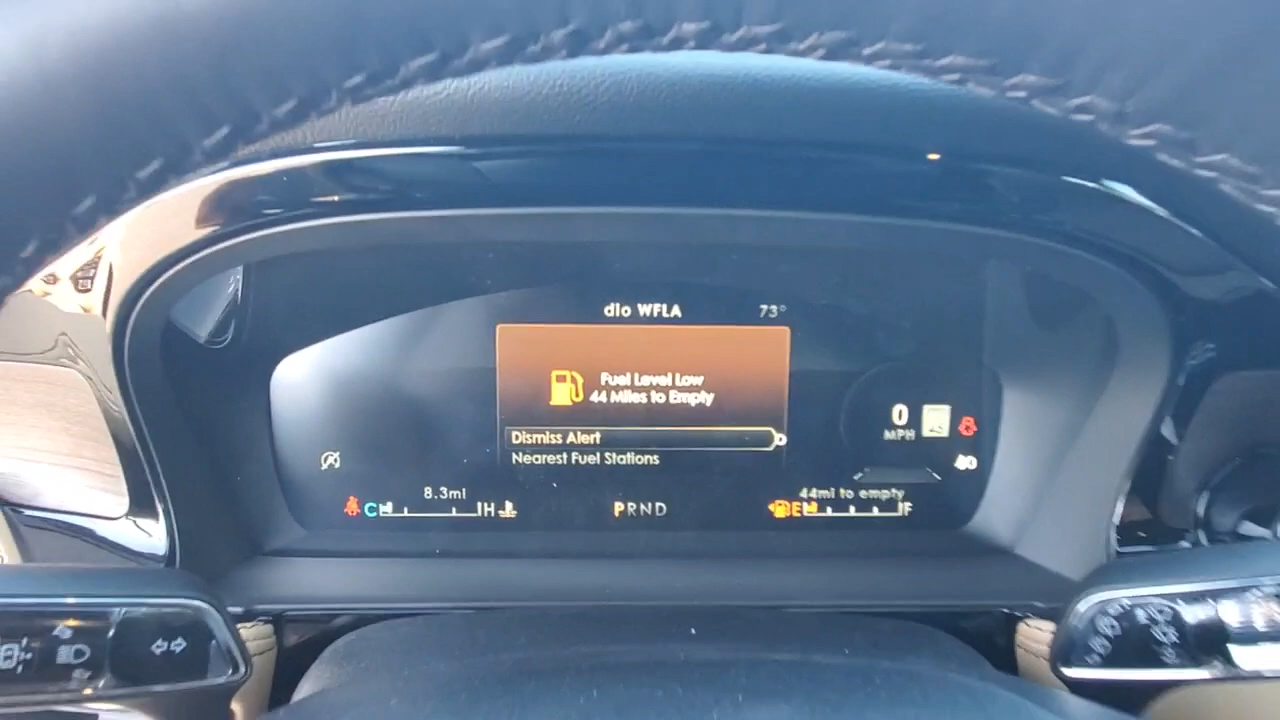 dio WFLA 73°
Fuel Level Low
44 Miles to Empty
Dismiss Alert
Nearest Fuel Stations
0
MPH
8.3mi
44mi to empty
C H
PRND
E F